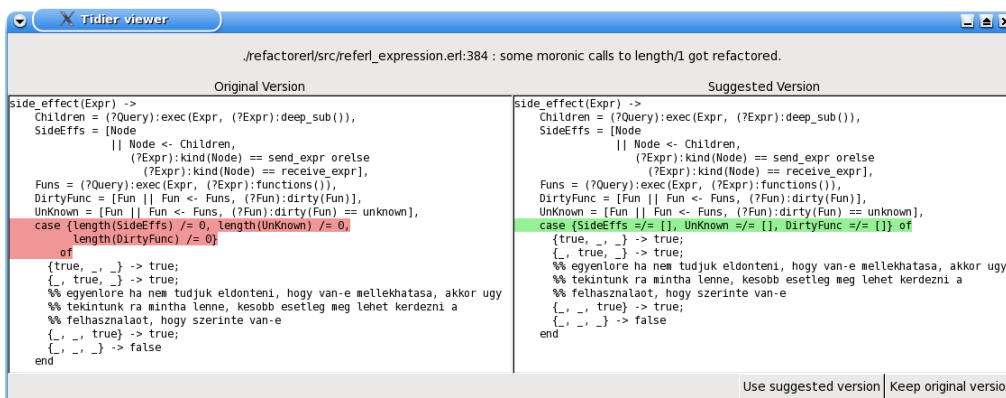 Tidier viewer
./refactorerl/src/referl_expression.erl:384 : some moronic calls to length/1 got refactored.
Original Version
side_effect(Expr) ->
    Children = (?Query):exec(Expr, (?Expr):deep_sub()),
    SideEffs = [Node
                || Node <- Children,
                   (?Expr):kind(Node) == send_expr orelse
                     (?Expr):kind(Node) == receive_expr],
    Funs = (?Query):exec(Expr, (?Expr):functions()),
    DirtyFunc = [Fun || Fun <- Funs, (?Fun):dirty(Fun)],
    UnKnown = [Fun || Fun <- Funs, (?Fun):dirty(Fun) == unknown],
    case {length(SideEffs) /= 0, length(UnKnown) /= 0,
          length(DirtyFunc) /= 0}
        of
      {true, _, _} -> true;
      {_, true, _} -> true;
      %% egyenlore ha nem tudjuk eldonteni, hogy van-e mellekhatasa, akkor ugy
      %% tekintunk ra mintha lenne, kesobb esetleg meg lehet kerdezni a
      %% felhasznalaot, hogy szerinte van-e
      {_, _, true} -> true;
      {_, _, _} -> false
    end
Suggested Version
side_effect(Expr) ->
    Children = (?Query):exec(Expr, (?Expr):deep_sub()),
    SideEffs = [Node
                || Node <- Children,
                   (?Expr):kind(Node) == send_expr orelse
                     (?Expr):kind(Node) == receive_expr],
    Funs = (?Query):exec(Expr, (?Expr):functions()),
    DirtyFunc = [Fun || Fun <- Funs, (?Fun):dirty(Fun)],
    UnKnown = [Fun || Fun <- Funs, (?Fun):dirty(Fun) == unknown],
    case {SideEffs =/= [], UnKnown =/= [], DirtyFunc =/= []} of
      {true, _, _} -> true;
      {_, true, _} -> true;
      %% egyenlore ha nem tudjuk eldonteni, hogy van-e mellekhatasa, akkor ugy
      %% tekintunk ra mintha lenne, kesobb esetleg meg lehet kerdezni a
      %% felhasznalaot, hogy szerinte van-e
      {_, _, true} -> true;
      {_, _, _} -> false
    end
Use suggested version
Keep original versio